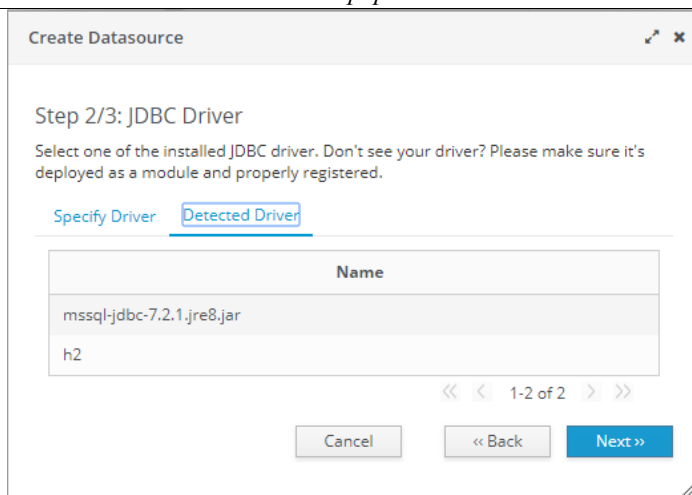 Create Datasource
Step 2/3: JDBC Driver
Select one of the installed JDBC driver. Don't see your driver? Please make sure it's
deployed as a module and properly registered.
Specify Driver Detected Driver
Name
mssql-jdbc-7.2.1.jre8.jar
h2
« < 1-2 of 2 > »
Cancel « Back Next »